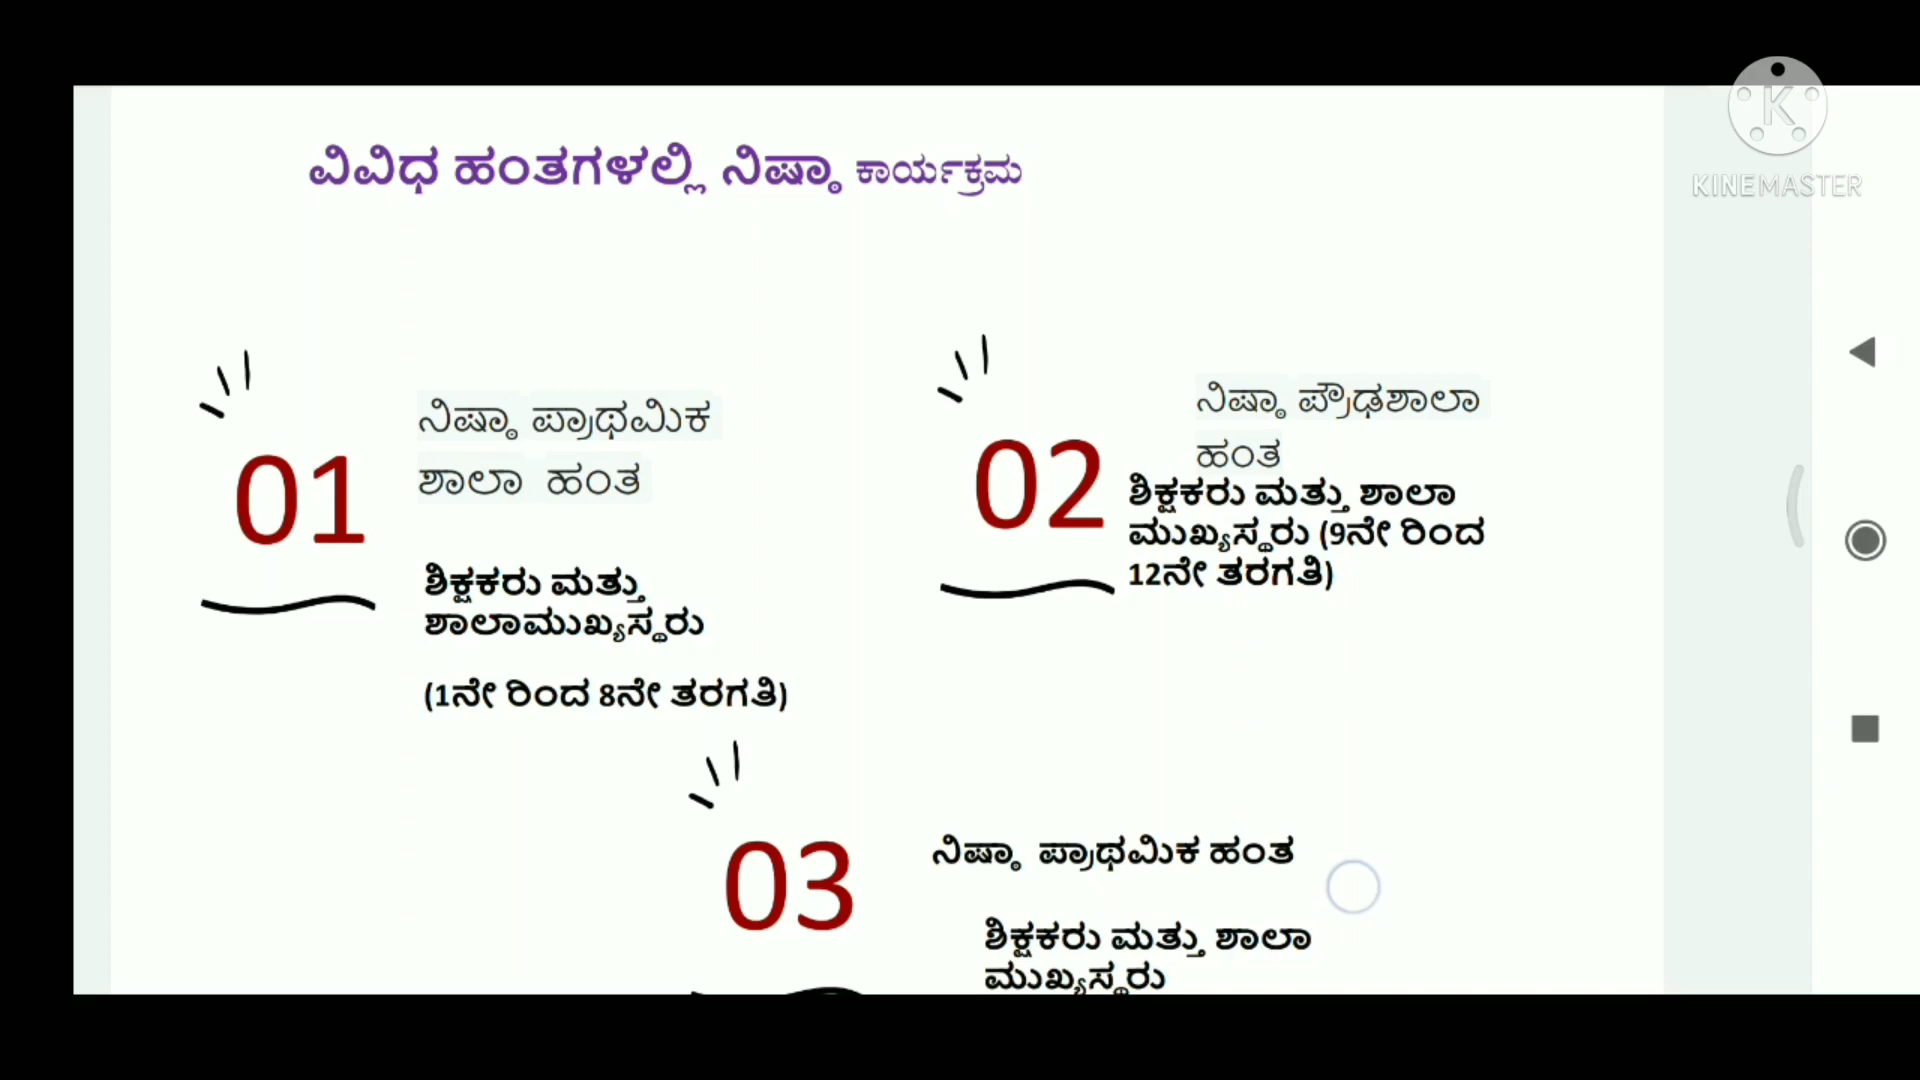 ವಿವಿಧ ಹಂತಗಳಲ್ಲಿ ನಿಷ್ಠಾ ಕಾರ್ಯಕ್ರಮ
KINEMASTER
01
ನಿಷ್ಠಾ ಪ್ರಾಥಮಿಕ
ಶಾಲಾ ಹಂತ
ಶಿಕ್ಷಕರು ಮತ್ತು
ಶಾಲಾಮುಖ್ಯಸ್ಥರು
(1ನೇ ರಿಂದ 8ನೇ ತರಗತಿ)
02
ನಿಷ್ಠಾ ಪ್ರೌಢಶಾಲಾ
ಹಂತ
ಶಿಕ್ಷಕರು ಮತ್ತು ಶಾಲಾ
ಮುಖ್ಯಸ್ಥರು (9ನೇ ರಿಂದ
12ನೇ ತರಗತಿ)
03
ನಿಷ್ಠಾ ಪ್ರಾಥಮಿಕ ಹಂತ
ಶಿಕ್ಷಕರು ಮತ್ತು ಶಾಲಾ
ಮುಖ್ಯಸ್ಥರು